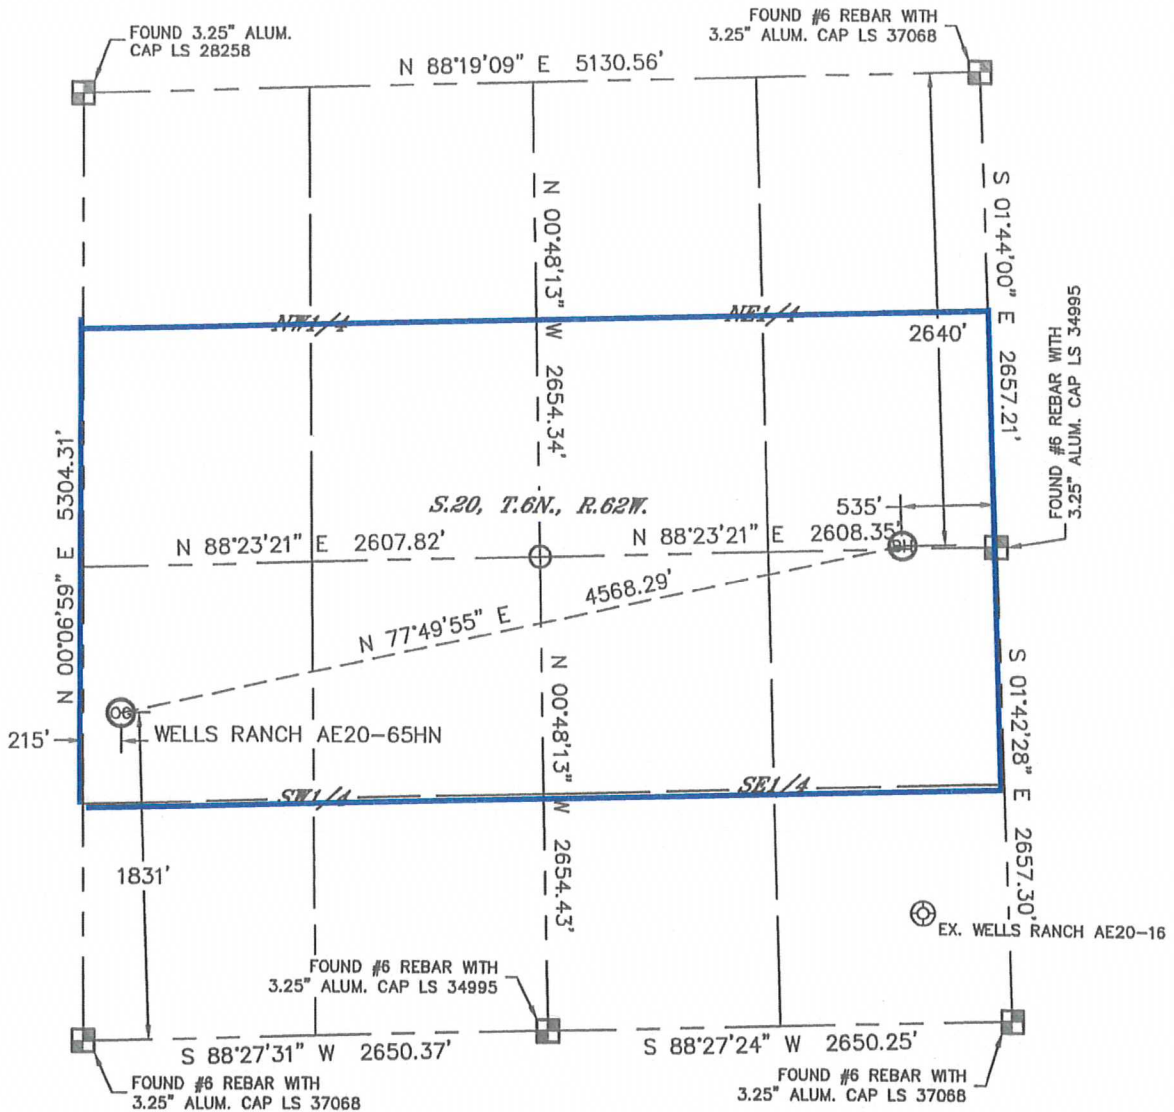 FOUND 3.25" ALUM.
CAP LS 28258
FOUND #6 REBAR WITH
3.25" ALUM. CAP LS 37068
N 88°19'09" E 5130.56'
N 00°48'13" W 2654.34'
S 01°44'00" E 2657.21'
NW1/4
NE1/4
2640'
FOUND #6 REBAR WITH
3.25" ALUM. CAP LS 34995
N 00°06'59" E 5304.31'
S.20, T.6N., R.62W.
535'
N 88°23'21" E 2607.82'
N 88°23'21" E 2608.35'
BH
N 77°49'55" E 4568.29'
OG
215'
WELLS RANCH AE20-65HN
N 00°48'13" W 2654.43'
S 01°42'28" E 2657.30'
SW1/4
SE1/4
1831'
EX. WELLS RANCH AE20-16
FOUND #6 REBAR WITH
3.25" ALUM. CAP LS 34995
S 88°27'31" W 2650.37'
S 88°27'24" W 2650.25'
FOUND #6 REBAR WITH
3.25" ALUM. CAP LS 37068
FOUND #6 REBAR WITH
3.25" ALUM. CAP LS 37068